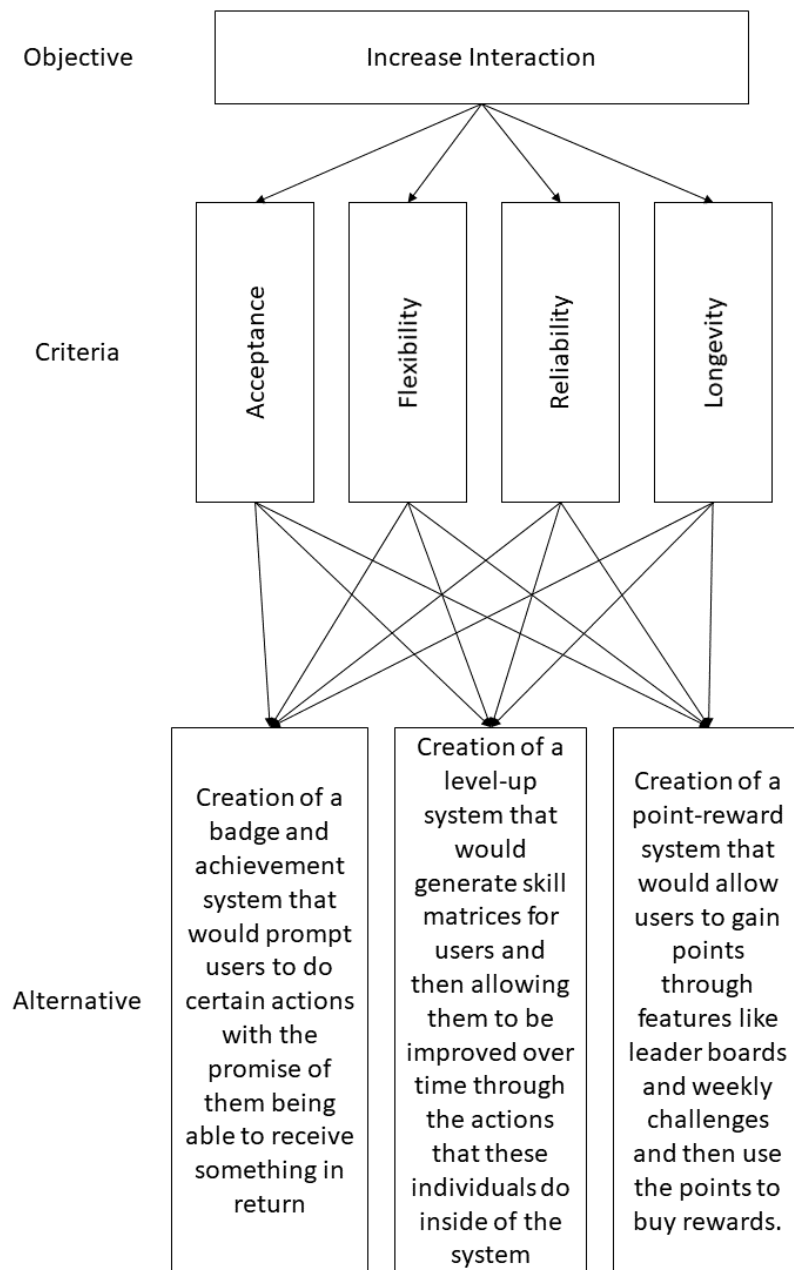 Objective
Increase Interaction
Criteria
Acceptance
Flexibility
Reliability
Longevity
Alternative
Creation of a
badge and
achievement
system that
would prompt
users to do
certain actions
with the
promise of
them being
able to receive
something in
return
Creation of a
level-up
system that
would
generate skill
matrices for
users and
then allowing
them to be
improved over
time through
the actions
that these
individuals do
inside of the
system
Creation of a
point-reward
system that
would allow
users to gain
points
through
features like
leader boards
and weekly
challenges
and then use
the points to
buy rewards.